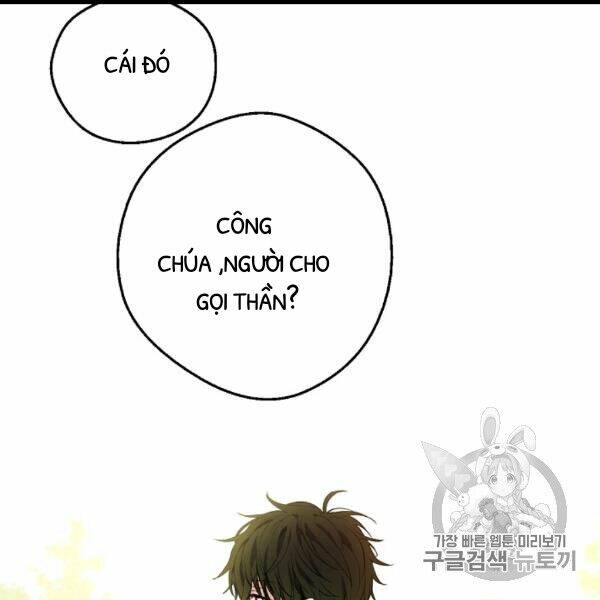 CÁI ĐÓ
CÔNG
CHÚA ,NGƯỜI CHO
GỌI THẦN?
가장 빠른 웹툰 미리보기
구글검색 뉴토끼